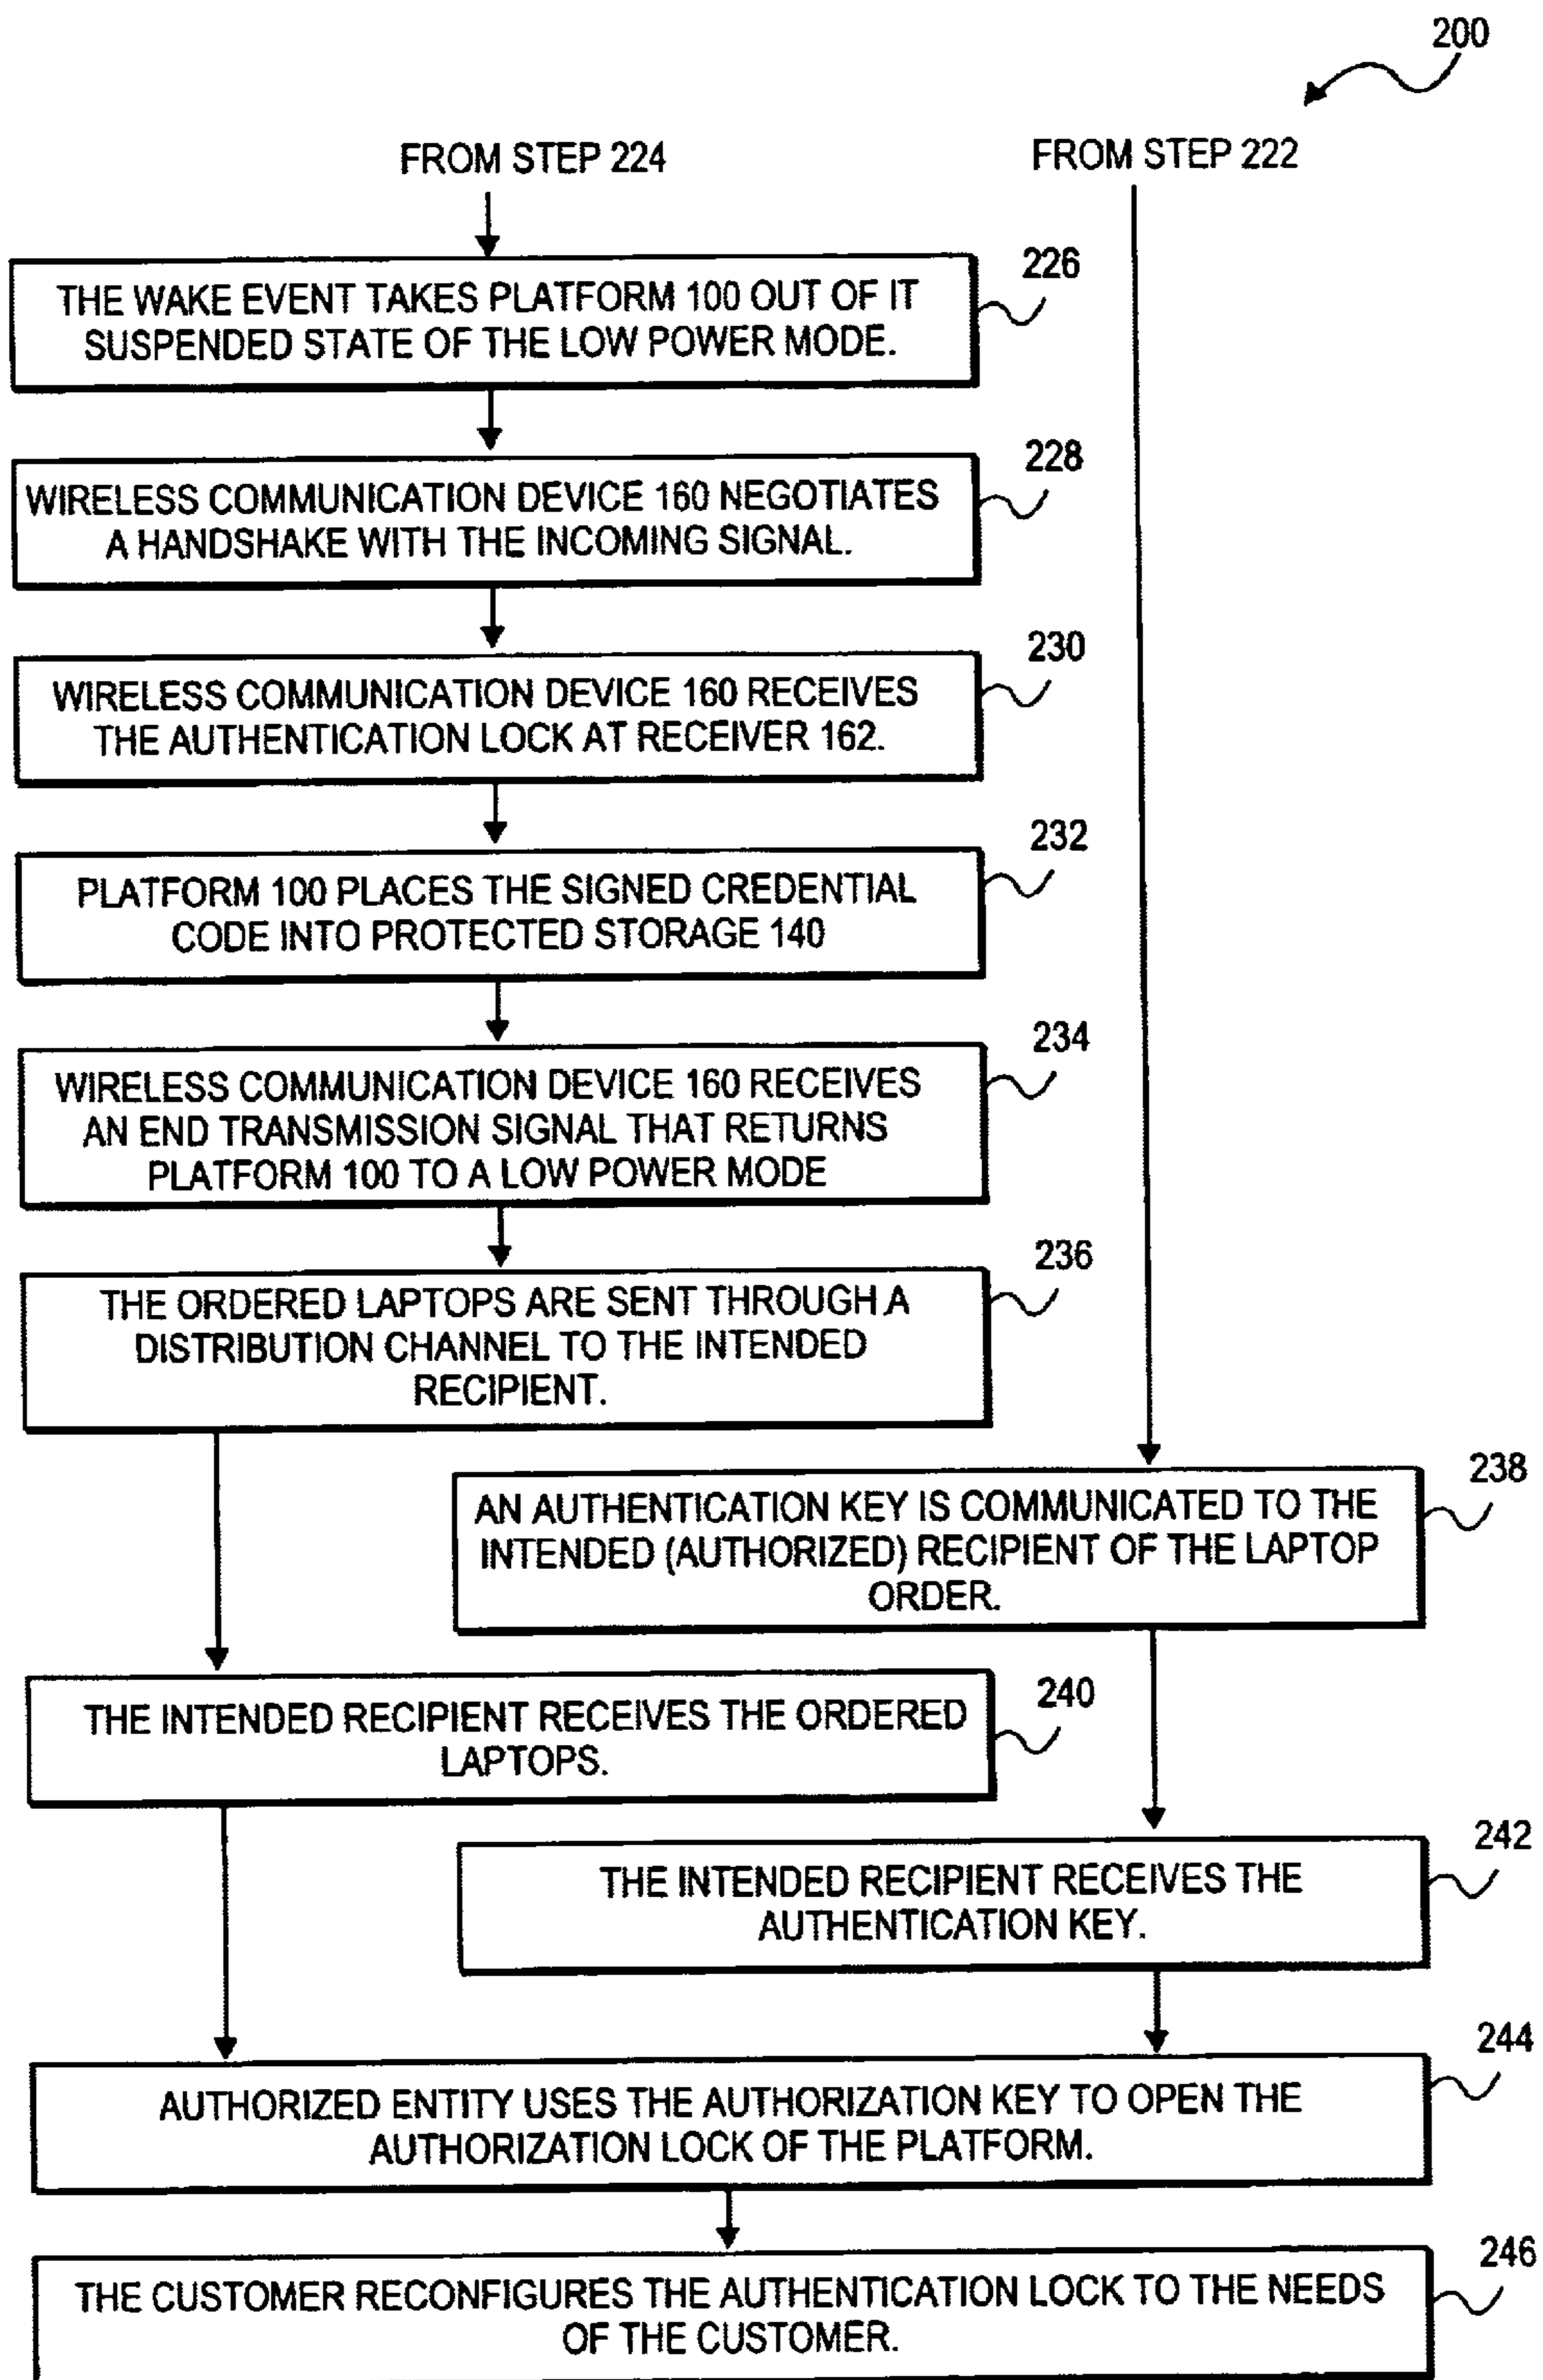 200
FROM STEP 224
FROM STEP 222
226
THE WAKE EVENT TAKES PLATFORM 100 OUT OF IT
SUSPENDED STATE OF THE LOW POWER MODE.
228
WIRELESS COMMUNICATION DEVICE 160 NEGOTIATES
A HANDSHAKE WITH THE INCOMING SIGNAL.
230
WIRELESS COMMUNICATION DEVICE 160 RECEIVES
THE AUTHENTICATION LOCK AT RECEIVER 162.
232
PLATFORM 100 PLACES THE SIGNED CREDENTIAL
CODE INTO PROTECTED STORAGE 140
234
WIRELESS COMMUNICATION DEVICE 160 RECEIVES
AN END TRANSMISSION SIGNAL THAT RETURNS
PLATFORM 100 TO A LOW POWER MODE
236
THE ORDERED LAPTOPS ARE SENT THROUGH A
DISTRIBUTION CHANNEL TO THE INTENDED
RECIPIENT.
238
AN AUTHENTICATION KEY IS COMMUNICATED TO THE
INTENDED (AUTHORIZED) RECIPIENT OF THE LAPTOP
ORDER.
240
THE INTENDED RECIPIENT RECEIVES THE ORDERED
LAPTOPS.
242
THE INTENDED RECIPIENT RECEIVES THE
AUTHENTICATION KEY.
244
AUTHORIZED ENTITY USES THE AUTHORIZATION KEY TO OPEN THE
AUTHORIZATION LOCK OF THE PLATFORM.
246
THE CUSTOMER RECONFIGURES THE AUTHENTICATION LOCK TO THE NEEDS
OF THE CUSTOMER.